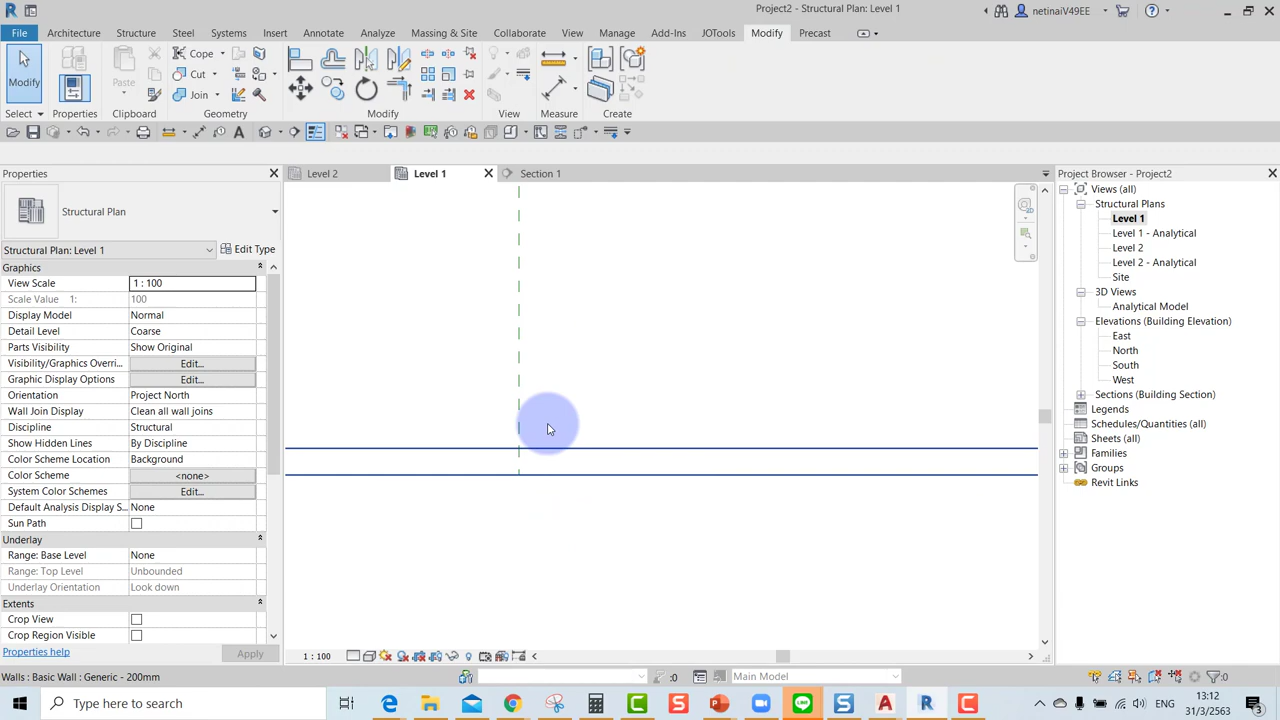 Project2 - Structural Plan: Level 1
netinaiV49EE
File Architecture Structure Steel Systems Insert Annotate Analyze Massing & Site Collaborate View Manage Add-Ins JOTools Modify Precast
Modify
Paste
Cope
Cut
Join
Select Properties Clipboard Geometry Modify View Measure Create
Properties
Level 2
Level 1
Section 1
Project Browser - Project2
Structural Plan
Structural Plan: Level 1
Edit Type
Graphics
View Scale 1 : 100
Scale Value 1: 100
Display Model Normal
Detail Level Coarse
Parts Visibility Show Original
Visibility/Graphics Overri... Edit...
Graphic Display Options Edit...
Orientation Project North
Wall Join Display Clean all wall joins
Discipline Structural
Show Hidden Lines By Discipline
Color Scheme Location Background
Color Scheme <none>
System Color Schemes Edit...
Default Analysis Display S... None
Sun Path
Underlay
Range: Base Level None
Range: Top Level Unbounded
Underlay Orientation Look down
Extents
Crop View
Crop Region Visible
Properties help
Apply
Views (all)
Structural Plans
Level 1
Level 1 - Analytical
Level 2
Level 2 - Analytical
Site
3D Views
Analytical Model
Elevations (Building Elevation)
East
North
South
West
Sections (Building Section)
Legends
Schedules/Quantities (all)
Sheets (all)
Families
Groups
Revit Links
1 : 100
Walls : Basic Wall : Generic - 200mm
:0
Main Model
:0
Type here to search
ENG
13:12
31/3/2563